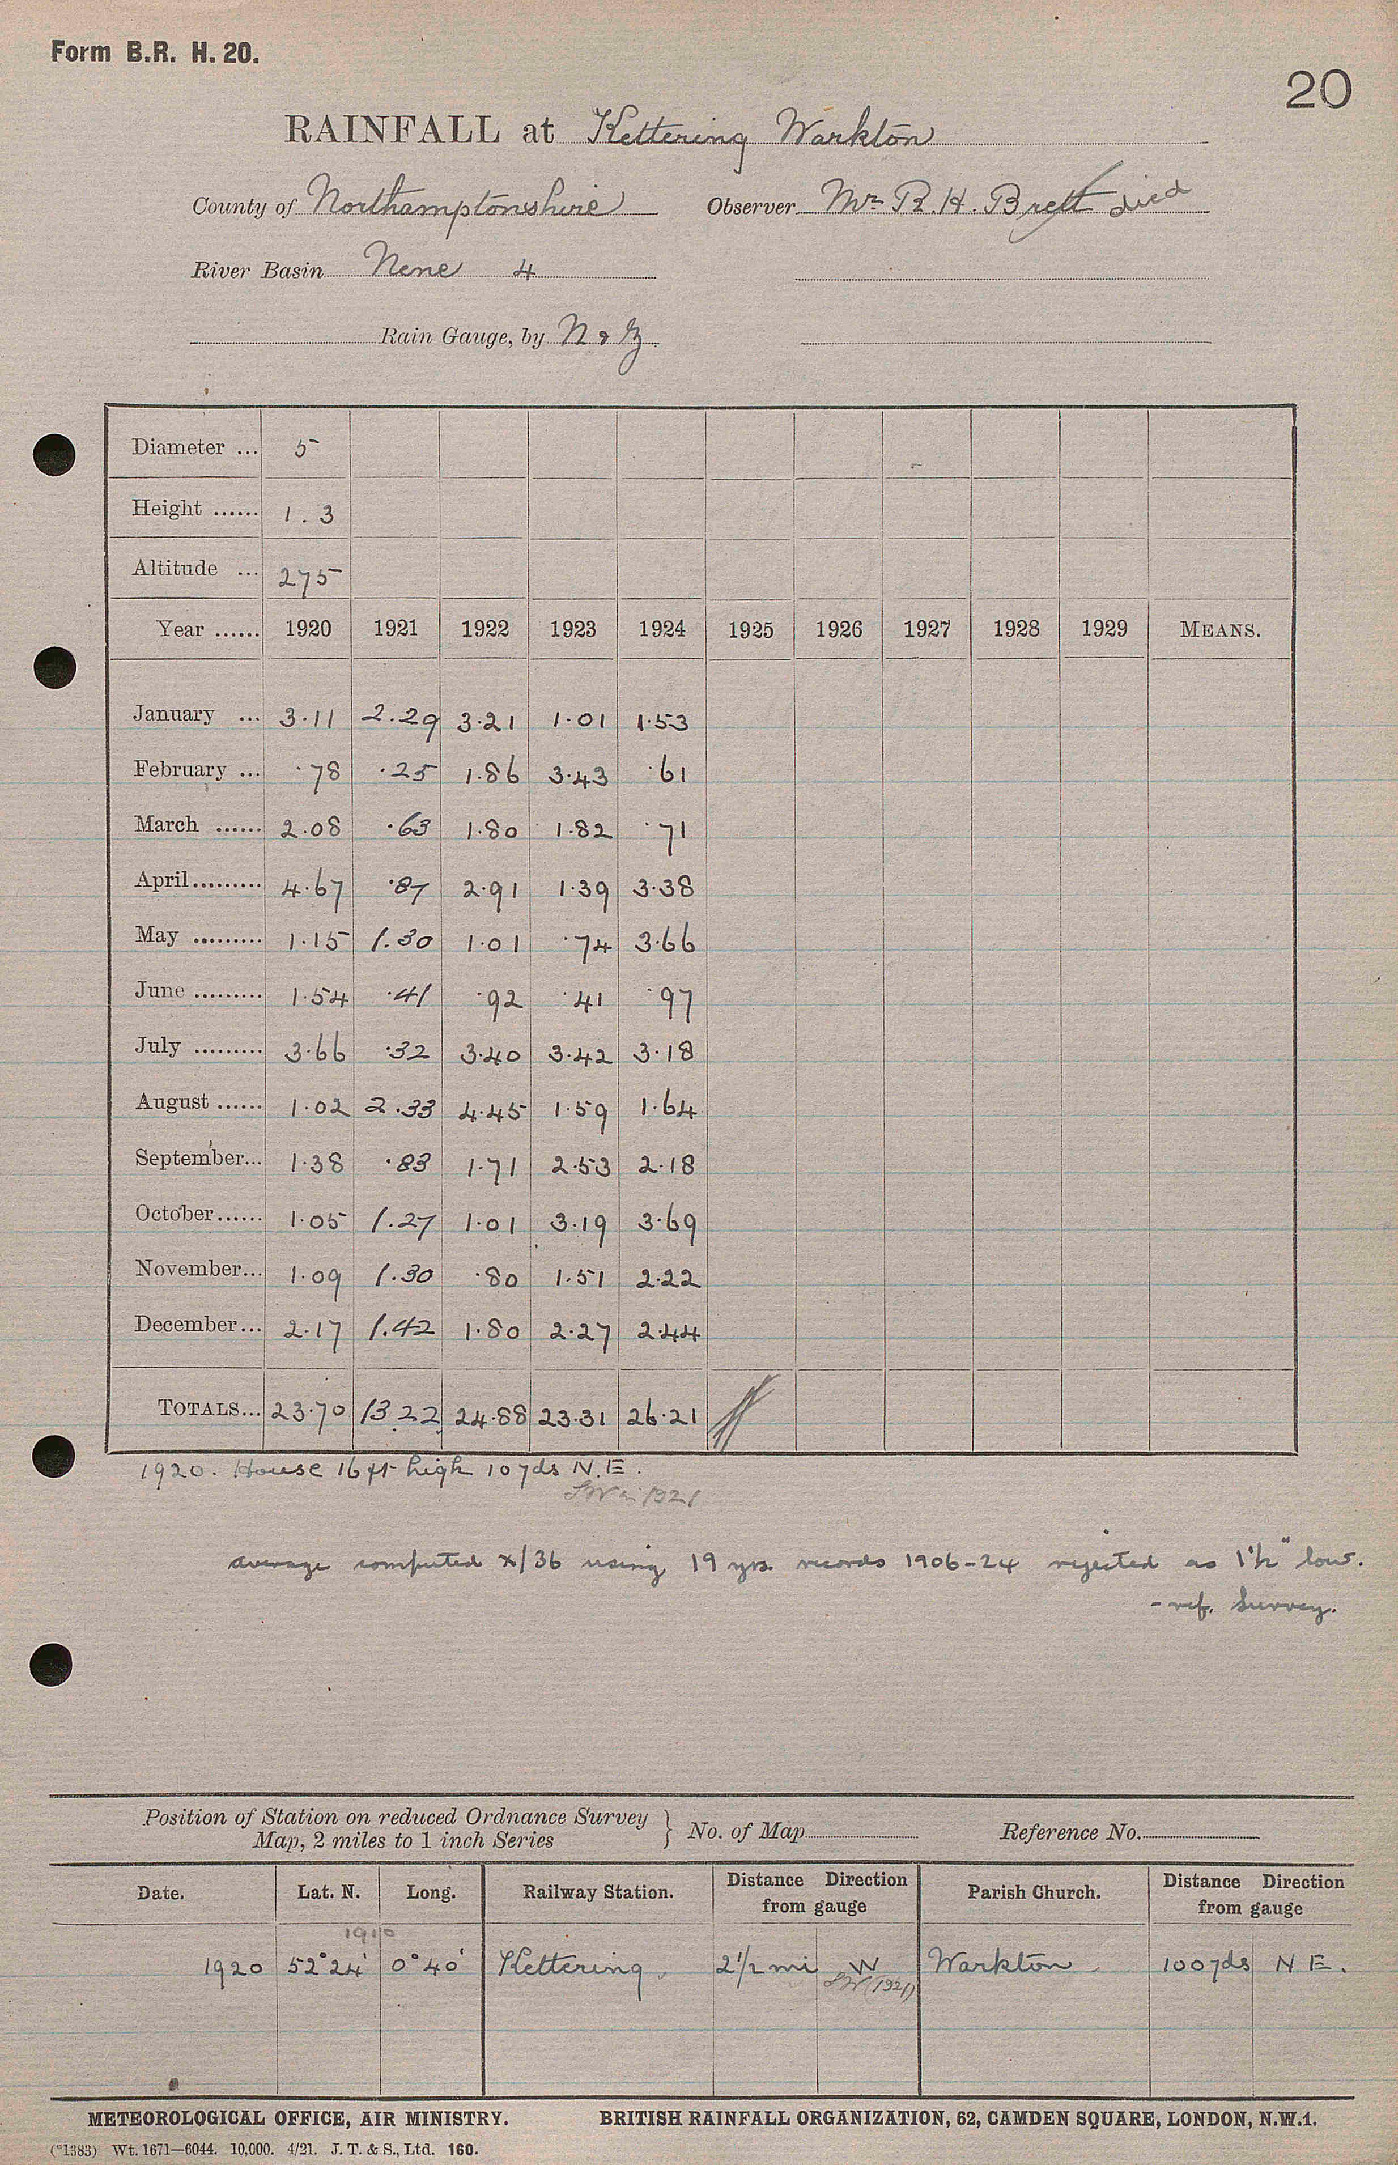 Form B.R. H. 20.
20
RAINFALL at Kettering Warkton
County of Northamptonshire Observer Mr R. H. Brett died
River Basin Nene 4
Rain Gauge, by N & Z.
Diameter ... 5
Height ...... 1.3
Altitude ... 275
Year ...... 1920 1921 1922 1923 1924 1925 1926 1927 1928 1929 MEANS.
January ... 3.11 2.29 3.21 1.01 1.53
February ... .78 .25 1.86 3.43 .61
March ...... 2.08 .63 1.80 1.82 .71
April......... 4.67 .87 2.91 1.39 3.38
May ......... 1.15 1.30 1.01 .74 3.66
June ......... 1.54 .41 .92 .41 .97
July ......... 3.66 .32 3.40 3.42 3.18
August ...... 1.02 2.33 4.45 1.59 1.64
September... 1.38 .83 1.71 2.53 2.18
October...... 1.05 1.27 1.01 3.19 3.69
November... 1.09 1.30 .80 1.51 2.22
December... 2.17 1.42 1.80 2.27 2.44
TOTALS... 23.70 13.22 24.88 23.31 26.21
1920. House 16 ft high 10 yds N.E.
SW in 1921
average computed x/36 using 19 yrs records 1906-24 rejected as 1½" low.
- ref. Survey.
Position of Station on reduced Ordnance Survey
Map, 2 miles to 1 inch Series } No. of Map Reference No.
Date. Lat. N. Long. Railway Station. Distance Direction from gauge Parish Church. Distance Direction from gauge
1910
1920 52°24' 0°40' Kettering 2½ mi W Warkton 100 yds N E.
SW (1921)
METEOROLOGICAL OFFICE, AIR MINISTRY. BRITISH RAINFALL ORGANIZATION, 62, CAMDEN SQUARE, LONDON, N.W.1.
(*1383) Wt. 1671—6044. 10,000. 4/21. J. T. & S., Ltd. 160.